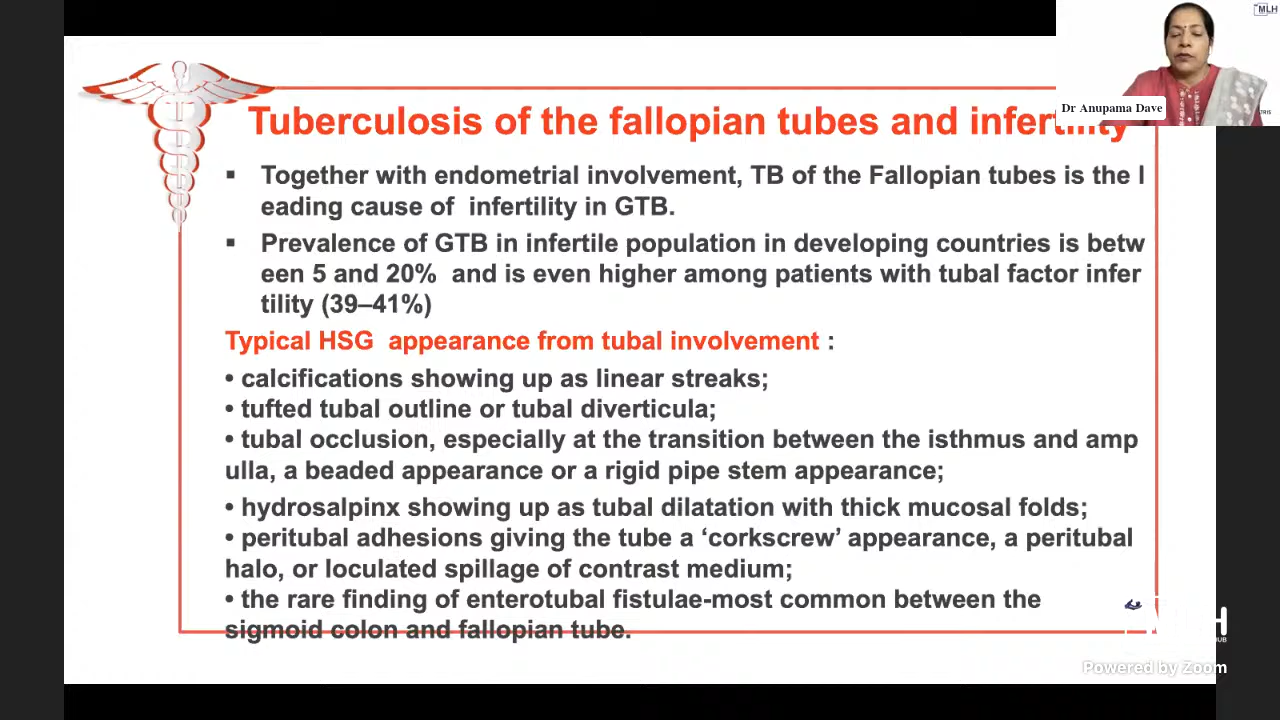 MLH
Dr Anupama Dave
Tuberculosis of the fallopian tubes and infertility
▪ Together with endometrial involvement, TB of the Fallopian tubes is the l
eading cause of infertility in GTB.
▪ Prevalence of GTB in infertile population in developing countries is betw
een 5 and 20% and is even higher among patients with tubal factor infer
tility (39–41%)
Typical HSG appearance from tubal involvement :
• calcifications showing up as linear streaks;
• tufted tubal outline or tubal diverticula;
• tubal occlusion, especially at the transition between the isthmus and amp
ulla, a beaded appearance or a rigid pipe stem appearance;
• hydrosalpinx showing up as tubal dilatation with thick mucosal folds;
• peritubal adhesions giving the tube a ‘corkscrew’ appearance, a peritubal
halo, or loculated spillage of contrast medium;
• the rare finding of enterotubal fistulae-most common between the
sigmoid colon and fallopian tube.
Powered by Zoom